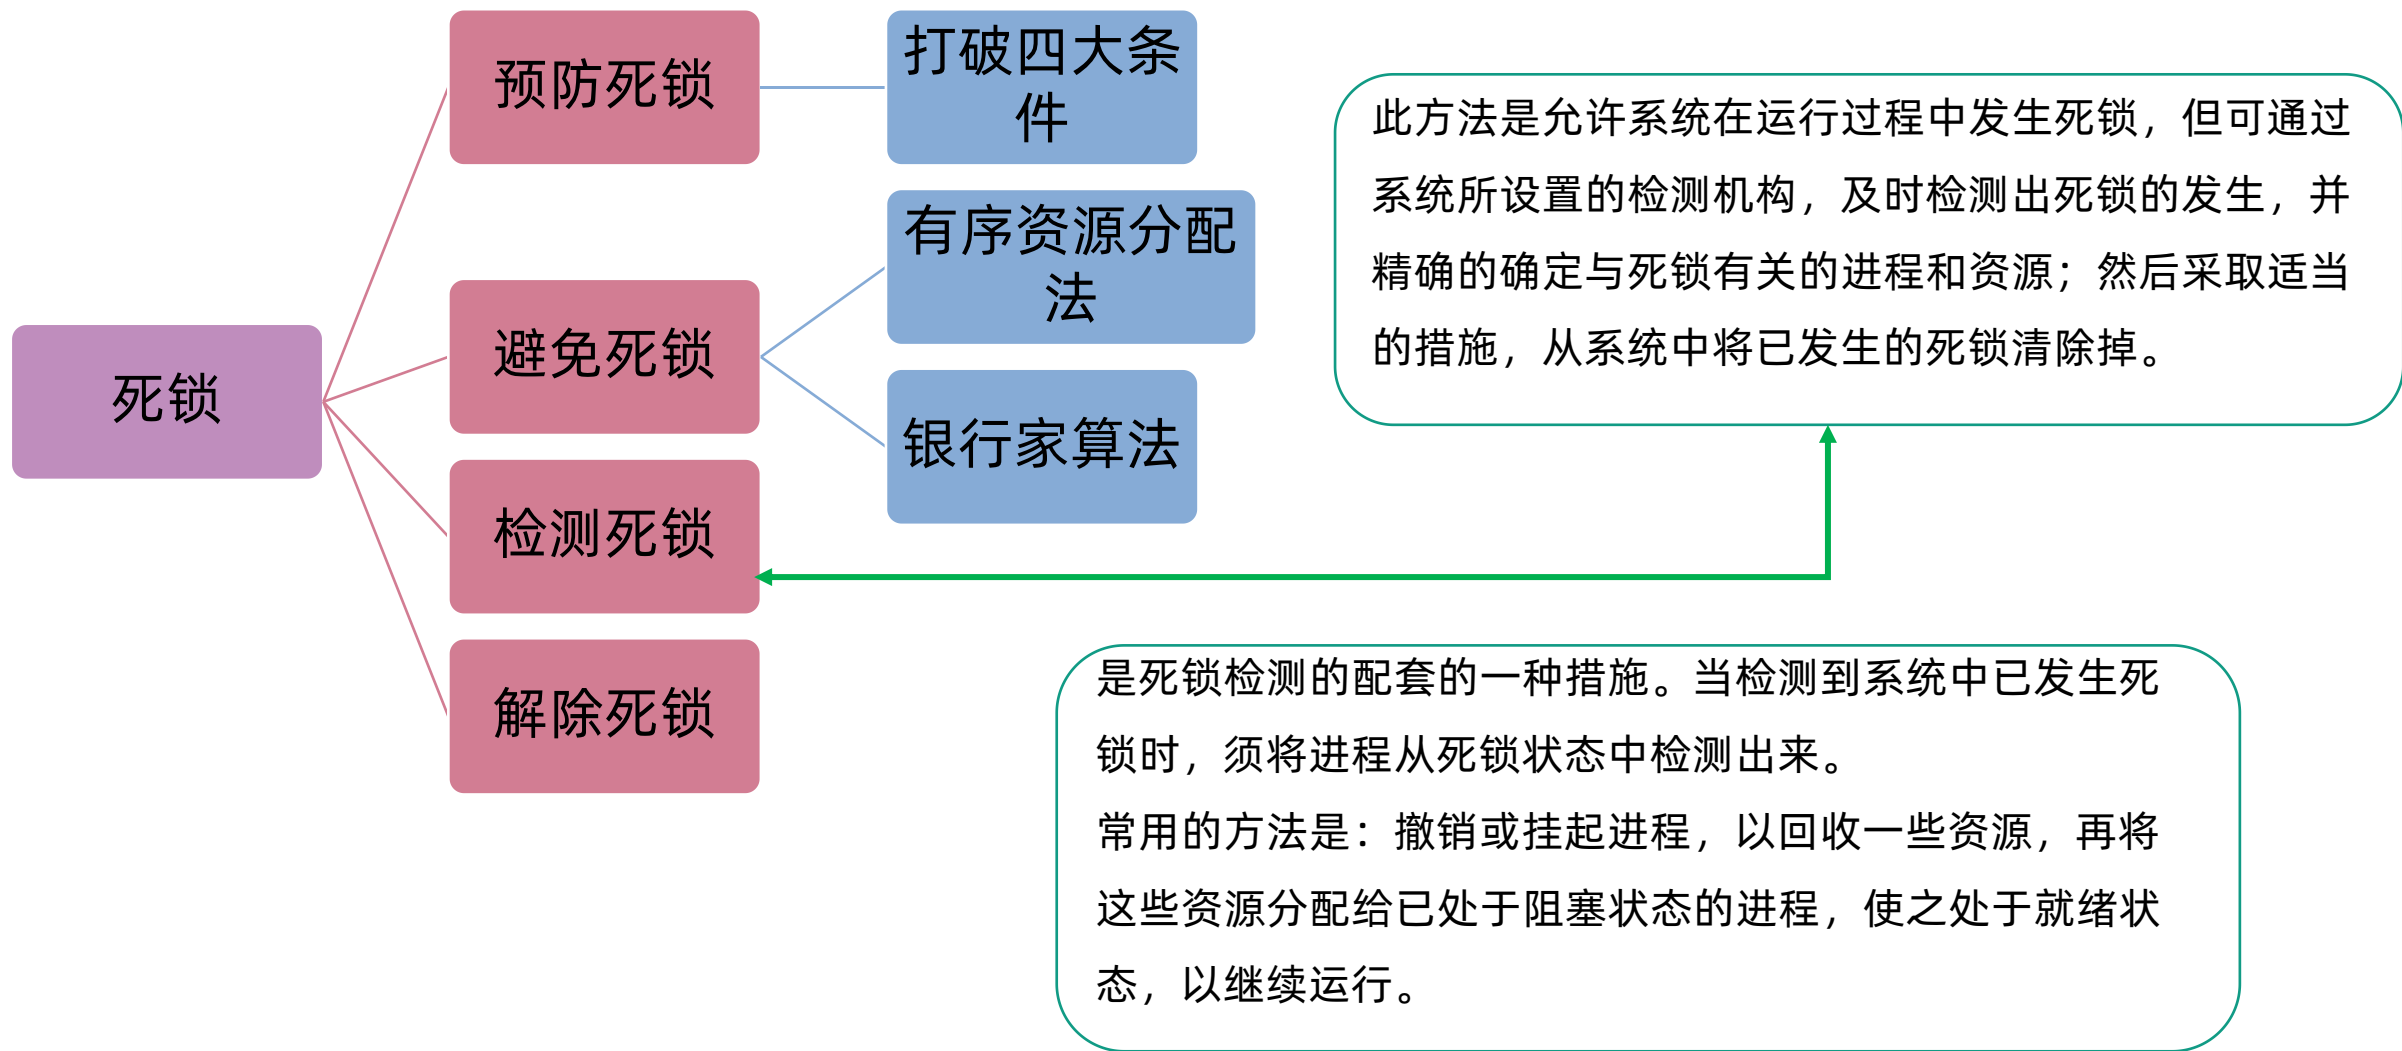 死锁
预防死锁
打破四大条
件
避免死锁
有序资源分配
法
银行家算法
检测死锁
解除死锁
此方法是允许系统在运行过程中发生死锁，但可通过
系统所设置的检测机构，及时检测出死锁的发生，并
精确的确定与死锁有关的进程和资源；然后采取适当
的措施，从系统中将已发生的死锁清除掉。
是死锁检测的配套的一种措施。当检测到系统中已发生死
锁时，须将进程从死锁状态中检测出来。
常用的方法是：撤销或挂起进程，以回收一些资源，再将
这些资源分配给已处于阻塞状态的进程，使之处于就绪状
态，以继续运行。